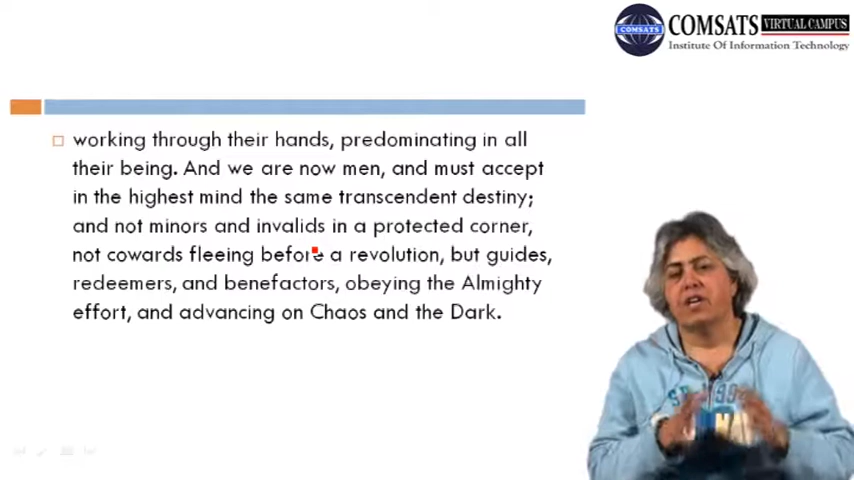 COMSATS
COMSATS VIRTUAL CAMPUS
Institute Of Information Technology
working through their hands, predominating in all
their being. And we are now men, and must accept
in the highest mind the same transcendent destiny;
and not minors and invalids in a protected corner,
not cowards fleeing before a revolution, but guides,
redeemers, and benefactors, obeying the Almighty
effort, and advancing on Chaos and the Dark.